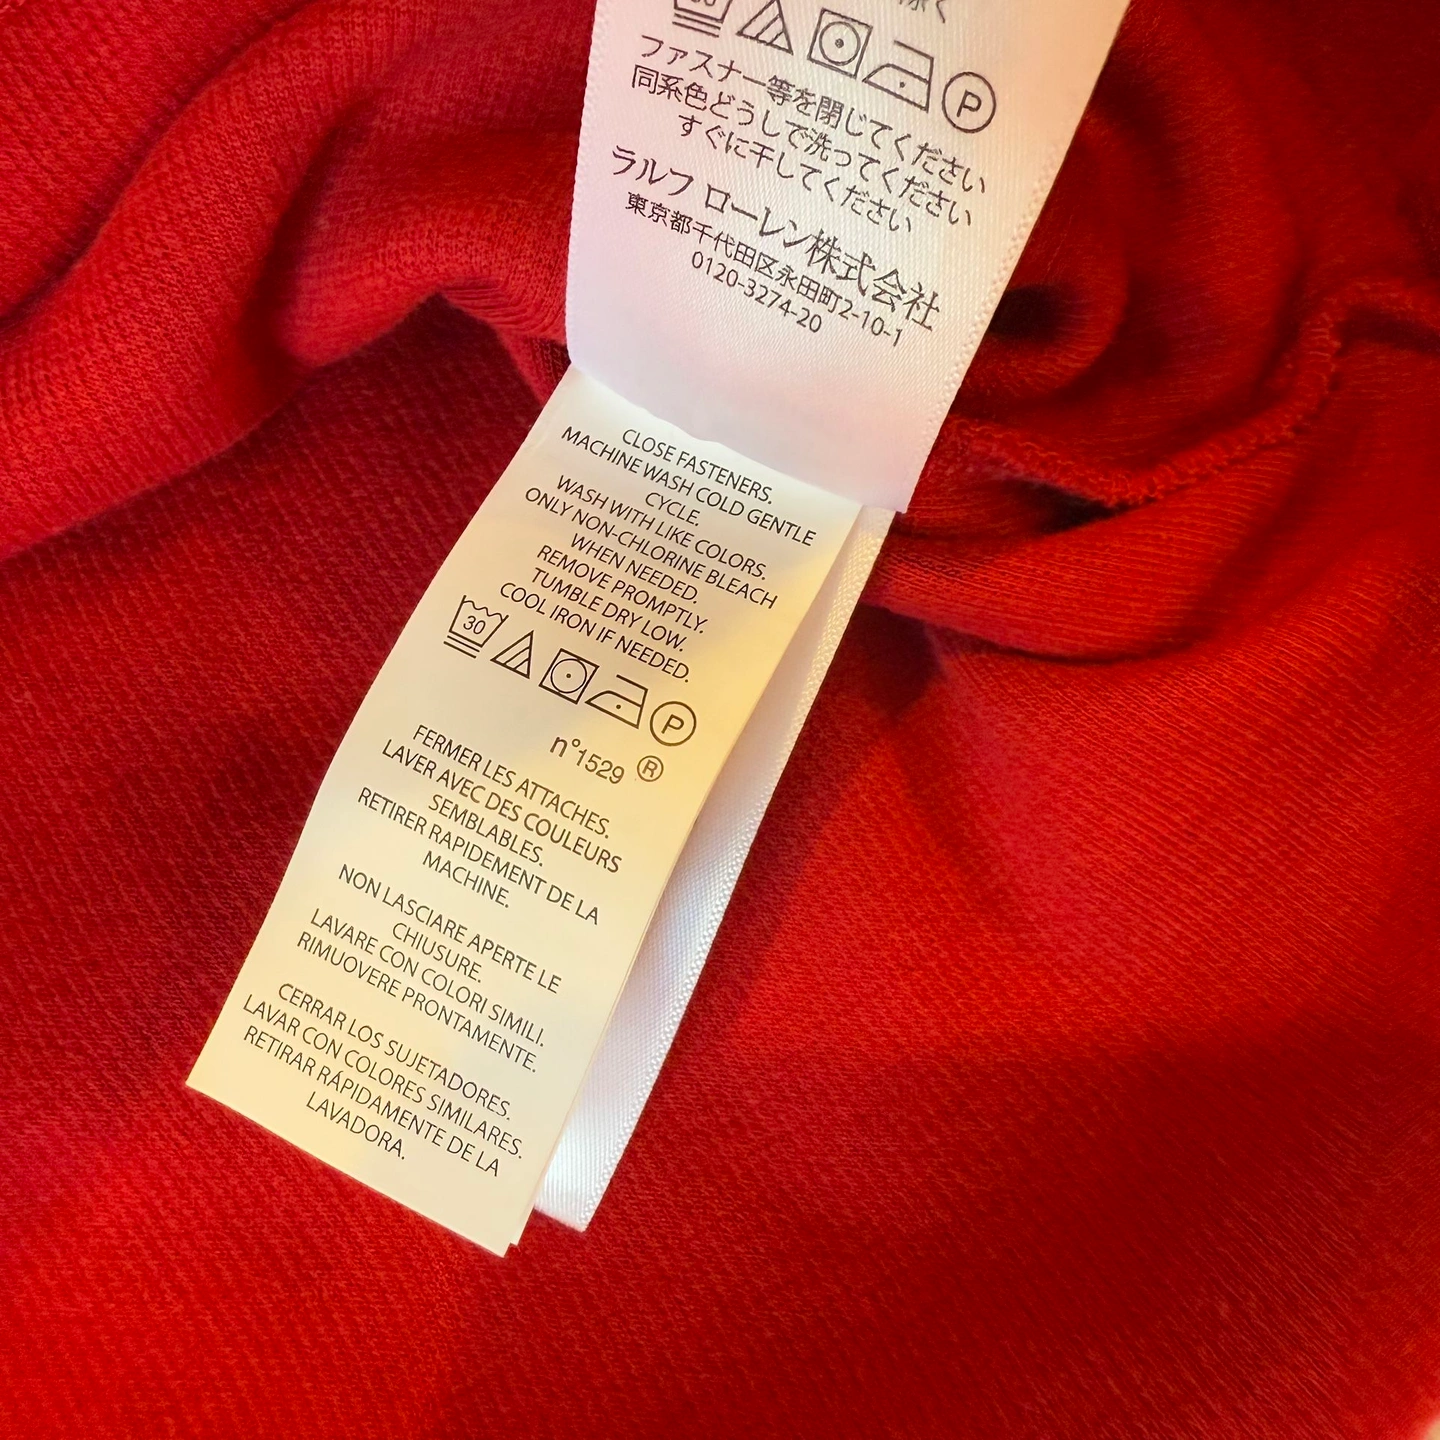 30
P
ファスナー等を閉じてください
同系色どうしで洗ってください
すぐに干してください
ラルフ ローレン株式会社
東京都千代田区永田町2-10-1
0120-3274-20
CLOSE FASTENERS.
MACHINE WASH COLD GENTLE
CYCLE.
WASH WITH LIKE COLORS.
ONLY NON-CHLORINE BLEACH
WHEN NEEDED.
REMOVE PROMPTLY.
TUMBLE DRY LOW.
COOL IRON IF NEEDED.
30
P
n°1529 ®
FERMER LES ATTACHES.
LAVER AVEC DES COULEURS
SEMBLABLES.
RETIRER RAPIDEMENT DE LA
MACHINE.
NON LASCIARE APERTE LE
CHIUSURE.
LAVARE CON COLORI SIMILI.
RIMUOVERE PRONTAMENTE.
CERRAR LOS SUJETADORES.
LAVAR CON COLORES SIMILARES.
RETIRAR RÁPIDAMENTE DE LA
LAVADORA.